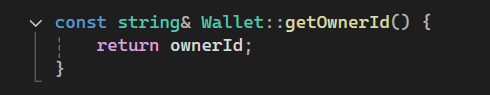 const string& Wallet::getOwnerId() {
    return ownerId;
}